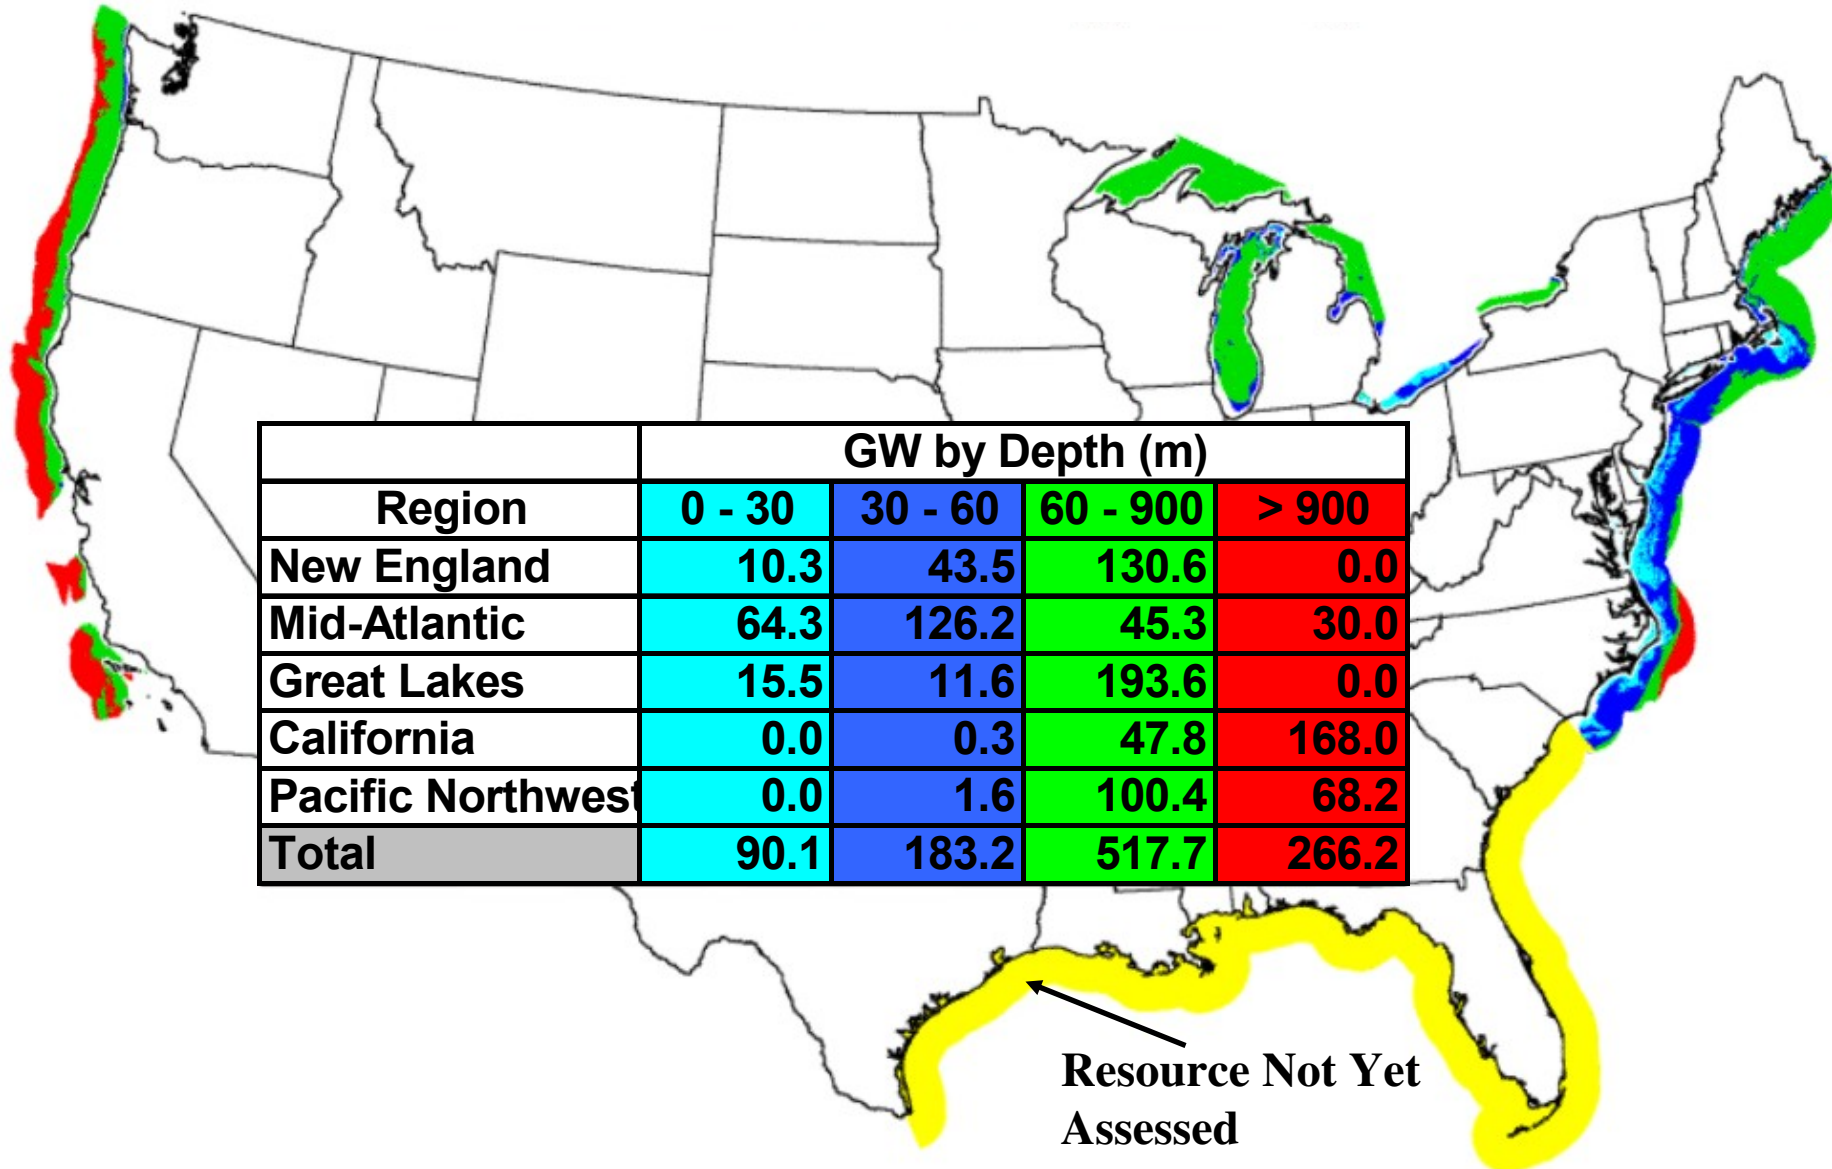 GW by Depth (m)
Region 0 - 30 30 - 60 60 - 900 > 900
New England 10.3 43.5 130.6 0.0
Mid-Atlantic 64.3 126.2 45.3 30.0
Great Lakes 15.5 11.6 193.6 0.0
California 0.0 0.3 47.8 168.0
Pacific Northwest 0.0 1.6 100.4 68.2
Total 90.1 183.2 517.7 266.2
Resource Not Yet
Assessed